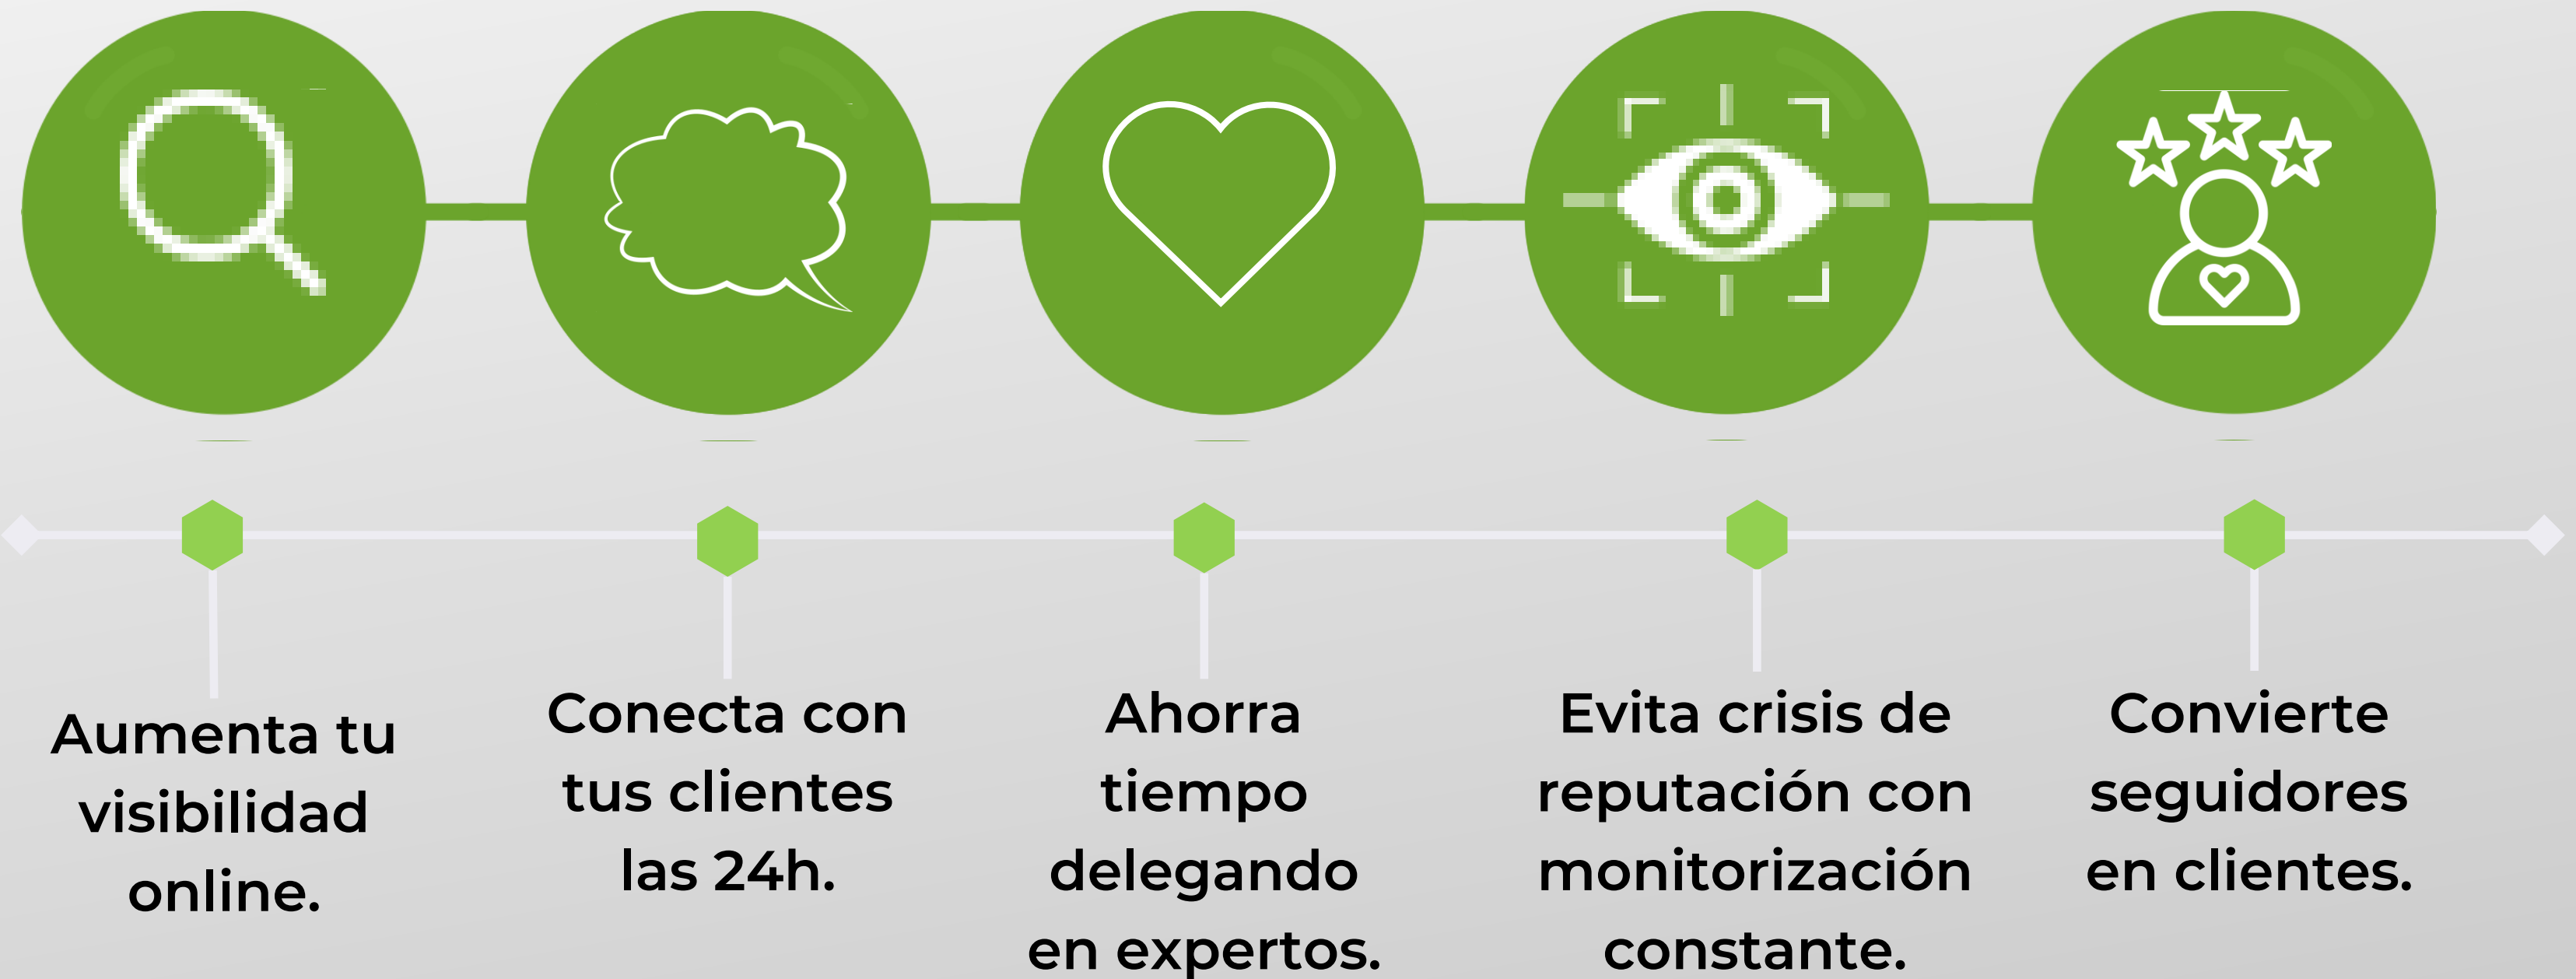 Aumenta tu
visibilidad
online.
Conecta con
tus clientes
las 24h.
Ahorra
tiempo
delegando
en expertos.
Evita crisis de
reputación con
monitorización
constante.
Convierte
seguidores
en clientes.